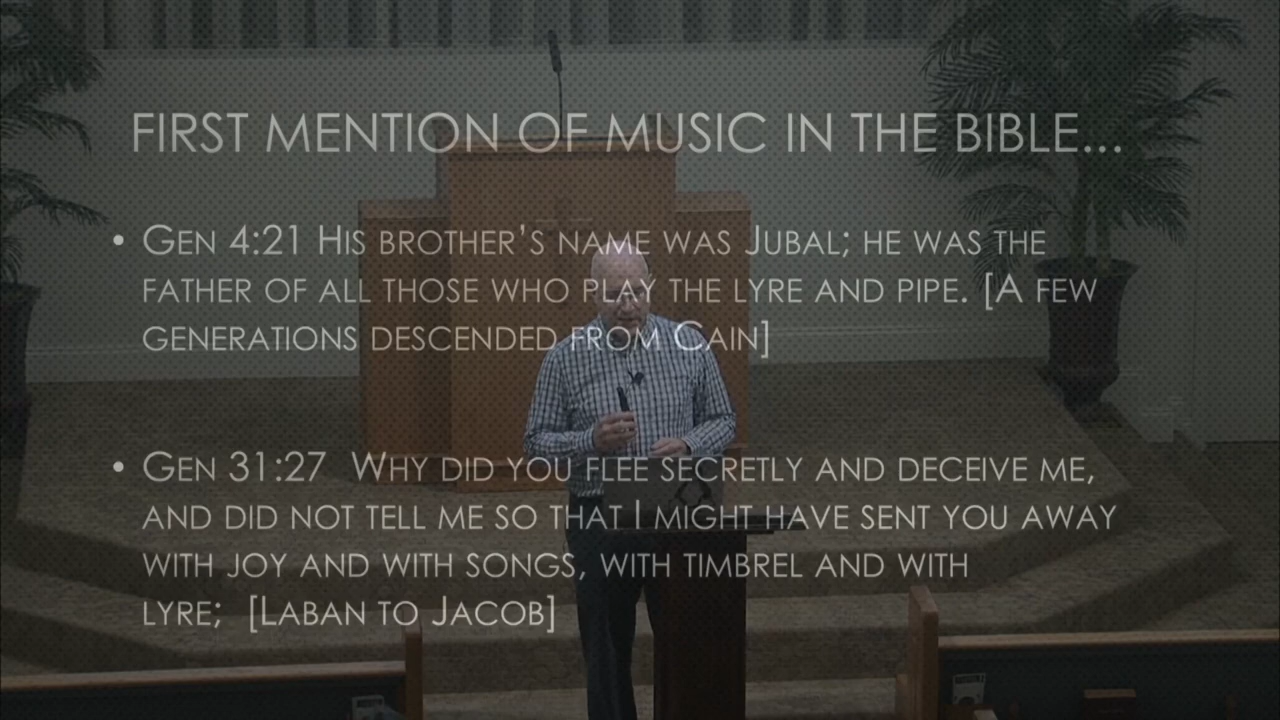 FIRST MENTION OF MUSIC IN THE BIBLE...
• GEN 4:21 HIS BROTHER'S NAME WAS JUBAL; HE WAS THE
FATHER OF ALL THOSE WHO PLAY THE LYRE AND PIPE. [A FEW
GENERATIONS DESCENDED FROM CAIN]
• GEN 31:27 WHY DID YOU FLEE SECRETLY AND DECEIVE ME,
AND DID NOT TELL ME SO THAT I MIGHT HAVE SENT YOU AWAY
WITH JOY AND WITH SONGS, WITH TIMBREL AND WITH
LYRE; [LABAN TO JACOB]